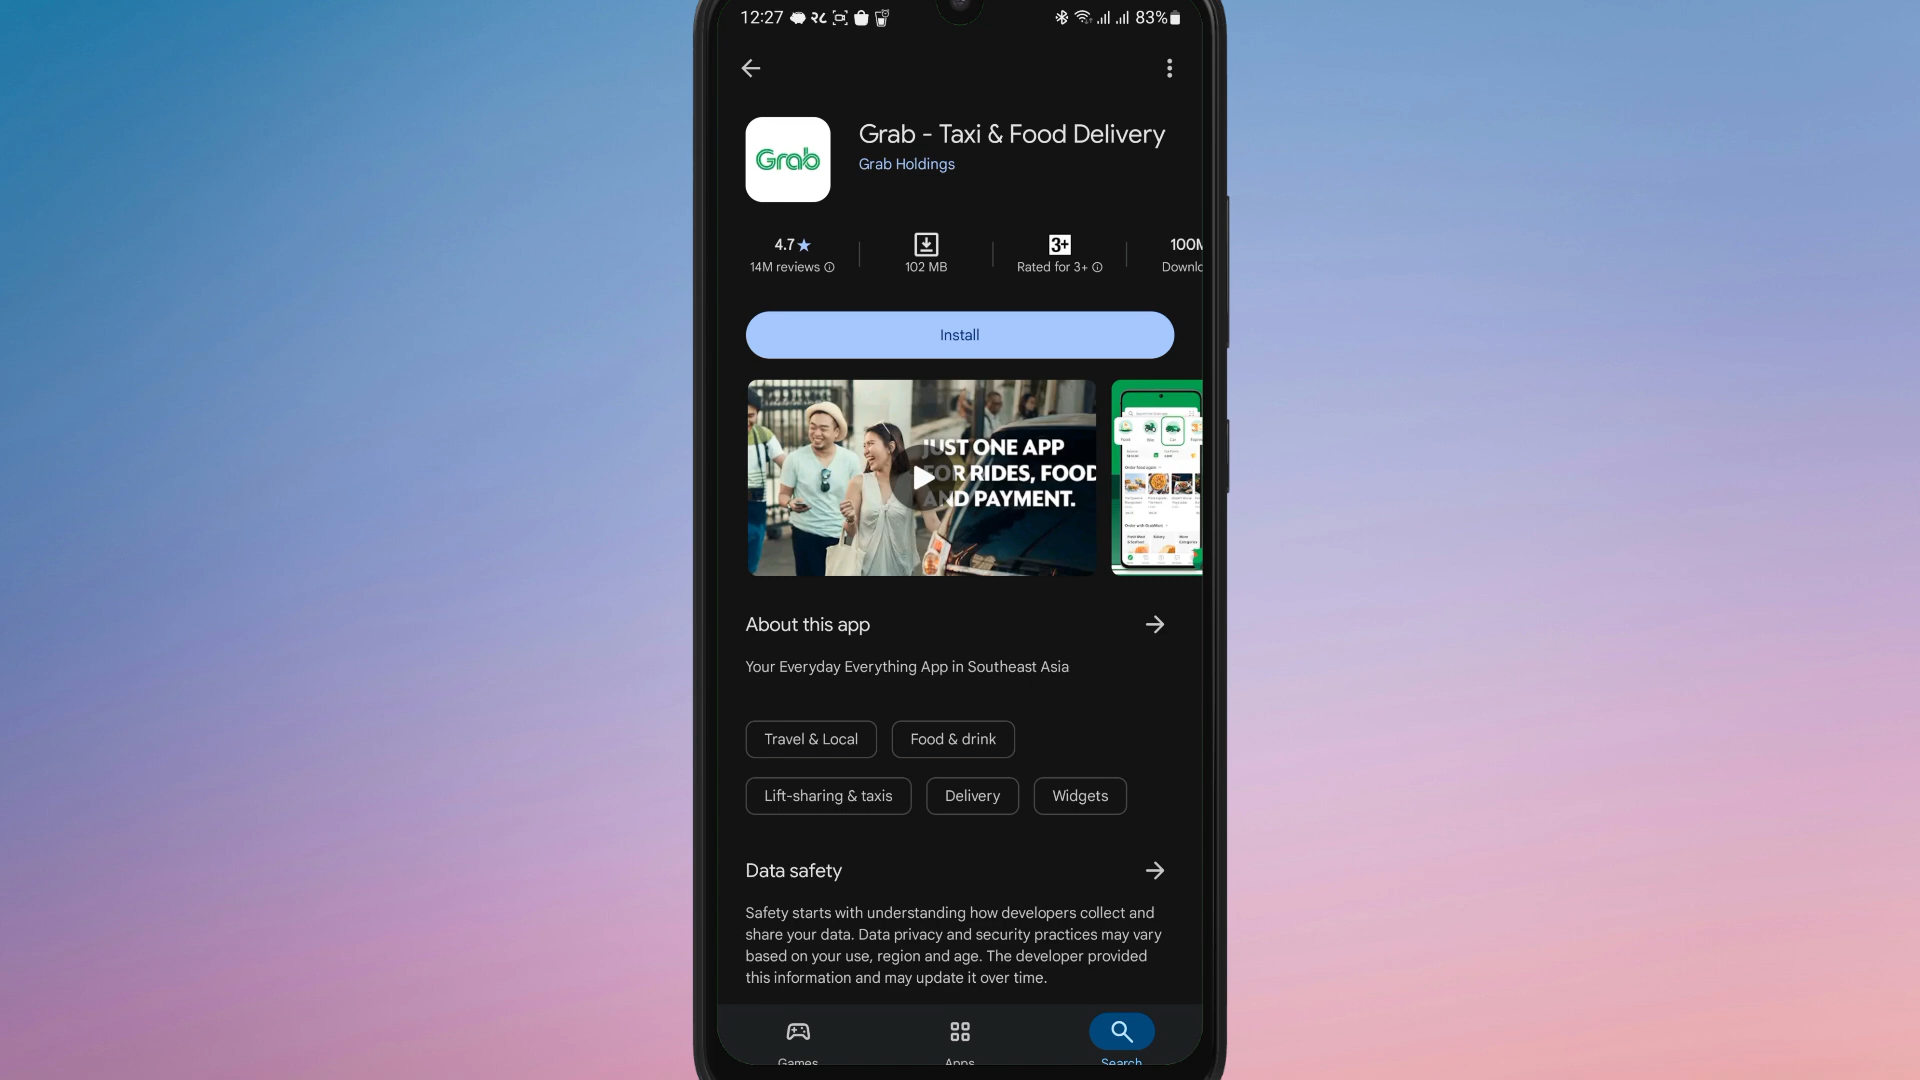 12:27
83%
Grab
Grab - Taxi & Food Delivery
Grab Holdings
4.7★
14M reviews
102 MB
3+
Rated for 3+
100M
Downlo
Install
JUST ONE APP
FOR RIDES, FOOD
AND PAYMENT.
About this app
Your Everyday Everything App in Southeast Asia
Travel & Local
Food & drink
Lift-sharing & taxis
Delivery
Widgets
Data safety
Safety starts with understanding how developers collect and
share your data. Data privacy and security practices may vary
based on your use, region and age. The developer provided
this information and may update it over time.
Games
Apps
Search